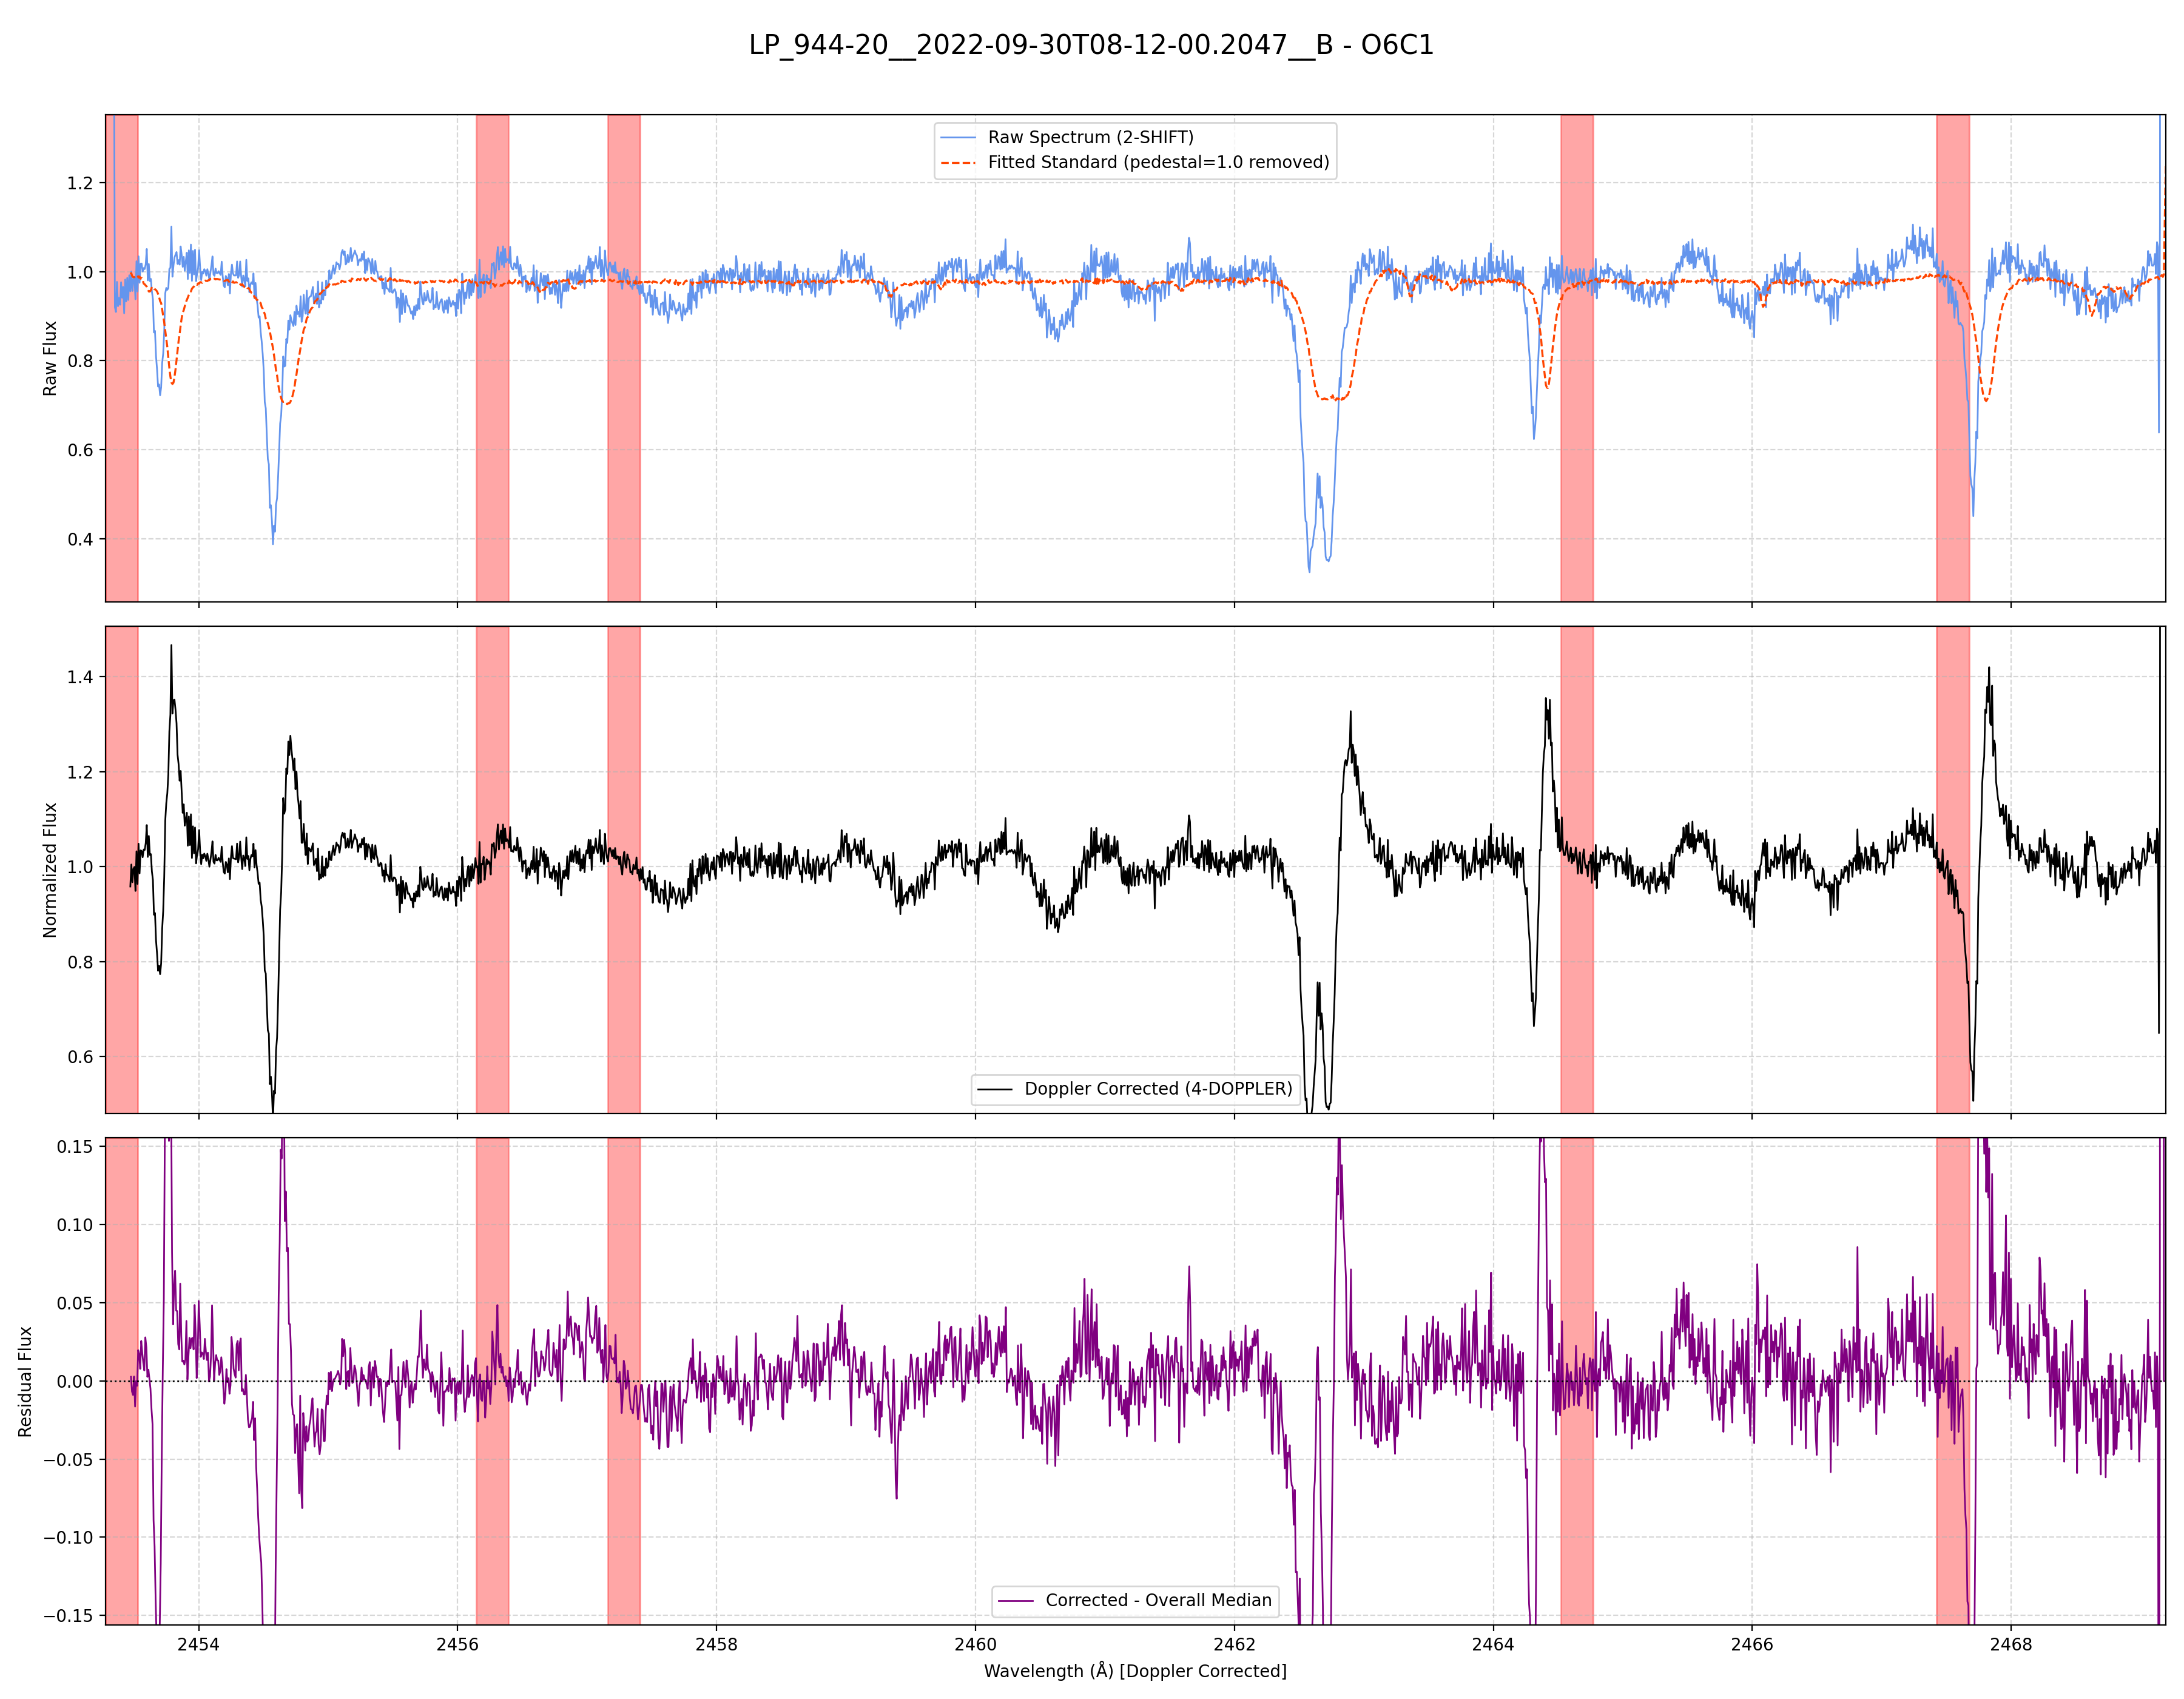 LP_944-20__2022-09-30T08-12-00.2047__B - O6C1
Raw Spectrum (2-SHIFT)
Fitted Standard (pedestal=1.0 removed)
1.2
1.0
0.8
0.6
0.4
Raw Flux
1.4
1.2
1.0
0.8
0.6
Normalized Flux
Doppler Corrected (4-DOPPLER)
0.15
0.10
0.05
0.00
−0.05
−0.10
−0.15
Residual Flux
Corrected - Overall Median
2454 2456 2458 2460 2462 2464 2466 2468
Wavelength (Å) [Doppler Corrected]